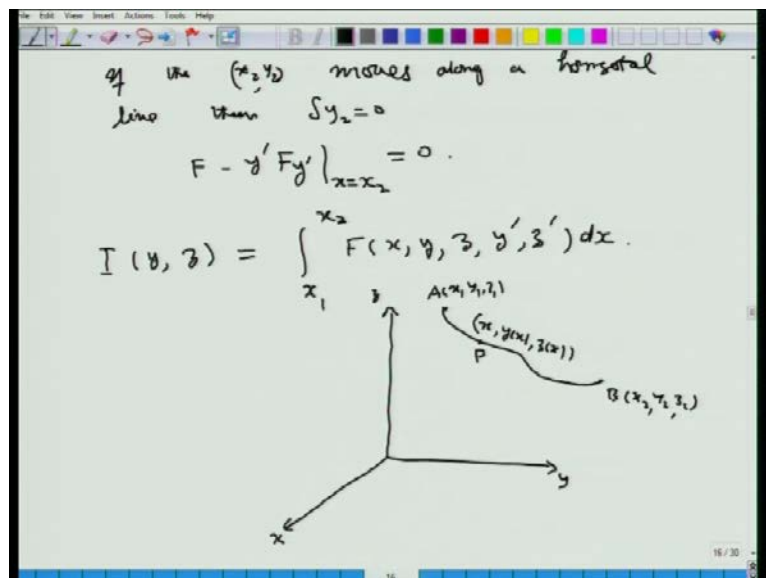 File Edit View Insert Actions Tools Help
If the (x₂, y₂) moves along a horizontal
line then δy₂ = 0
F - y' Fy' |ₓ₌ₓ₂ = 0.
I (y, z) = ∫ₓ₁ˣ² F(x, y, z, y', z') dx.
z A(x₁, y₁, z₁)
(x, y(x), z(x))
P
B (x₂, y₂, z₂)
y
x
16 / 30
16